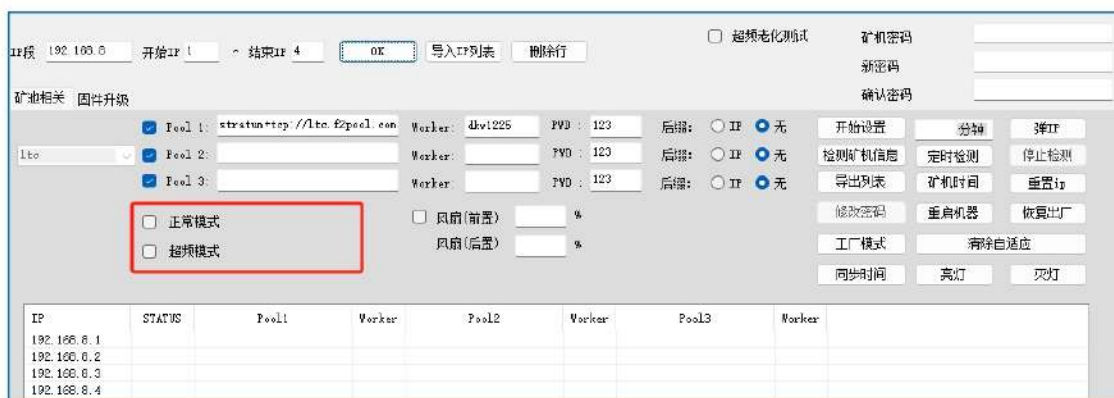 超频老化测试 矿机密码
IP段 192.168.8 开始IP 1 ~ 结束IP 4 OK 导入IP列表 删除行
新密码
确认密码
矿池相关 固件升级
Pool 1: stratum+tcp://ltc.f2pool.com Worker: dkw1225 PWD : 123 后缀: IP 无 开始设置 分钟 弹IP
ltc Pool 2: Worker: PWD : 123 后缀: IP 无 检测矿机信息 定时检测 停止检测
Pool 3: Worker: PWD : 123 后缀: IP 无 导出列表 矿机时间 重置ip
正常模式 风扇(前置) % 修改密码 重启机器 恢复出厂
超频模式 风扇(后置) % 工厂模式 清除自适应
同步时间 亮灯 灭灯
IP STATUS Pool1 Worker Pool2 Worker Pool3 Worker
192.168.8.1
192.168.8.2
192.168.8.3
192.168.8.4